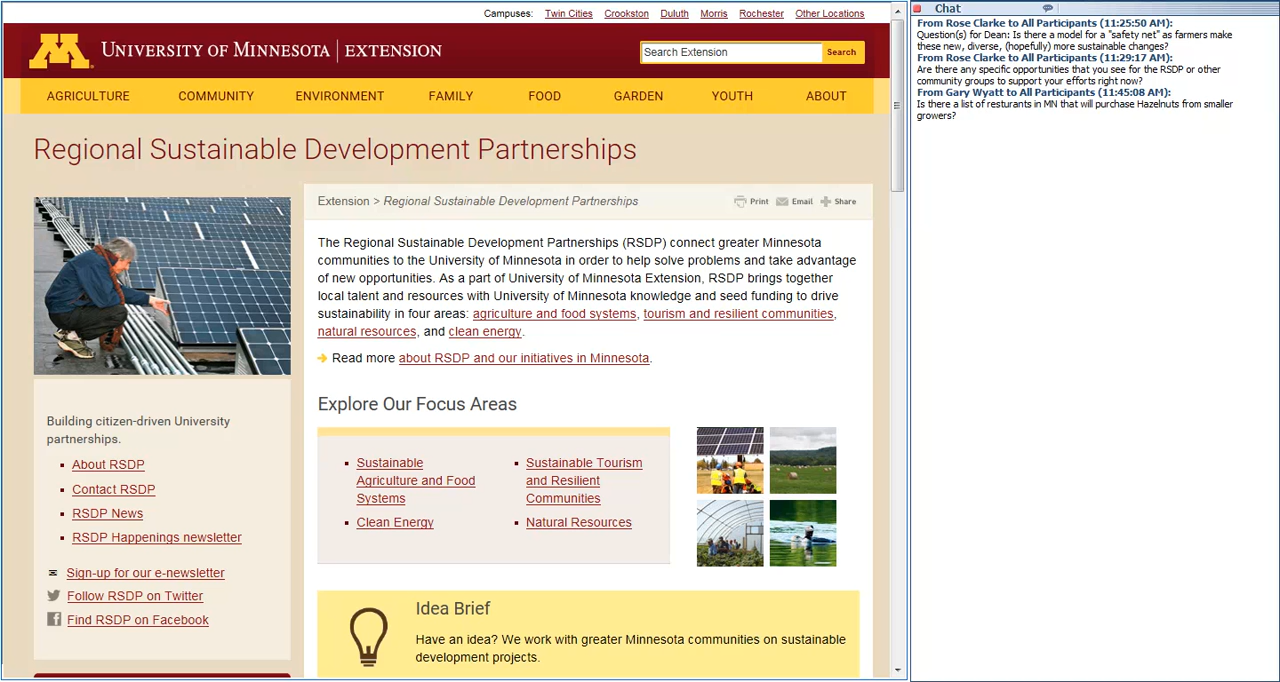 Campuses: Twin Cities Crookston Duluth Morris Rochester Other Locations
UNIVERSITY OF MINNESOTA | EXTENSION
Search Extension Search
AGRICULTURE COMMUNITY ENVIRONMENT FAMILY FOOD GARDEN YOUTH ABOUT
Regional Sustainable Development Partnerships
Building citizen-driven University
partnerships.
About RSDP
Contact RSDP
RSDP News
RSDP Happenings newsletter
Sign-up for our e-newsletter
Follow RSDP on Twitter
Find RSDP on Facebook
Extension > Regional Sustainable Development Partnerships
Print Email Share
The Regional Sustainable Development Partnerships (RSDP) connect greater Minnesota
communities to the University of Minnesota in order to help solve problems and take advantage
of new opportunities. As a part of University of Minnesota Extension, RSDP brings together
local talent and resources with University of Minnesota knowledge and seed funding to drive
sustainability in four areas: agriculture and food systems, tourism and resilient communities,
natural resources, and clean energy.
Read more about RSDP and our initiatives in Minnesota.
Explore Our Focus Areas
Sustainable
Agriculture and Food
Systems
Clean Energy
Sustainable Tourism
and Resilient
Communities
Natural Resources
Idea Brief
Have an idea? We work with greater Minnesota communities on sustainable
development projects.
Chat
From Rose Clarke to All Participants (11:25:50 AM):
Question(s) for Dean: Is there a model for a "safety net" as farmers make
these new, diverse, (hopefully) more sustainable changes?
From Rose Clarke to All Participants (11:29:17 AM):
Are there any specific opportunities that you see for the RSDP or other
community groups to support your efforts right now?
From Gary Wyatt to All Participants (11:45:08 AM):
Is there a list of resturants in MN that will purchase Hazelnuts from smaller
growers?